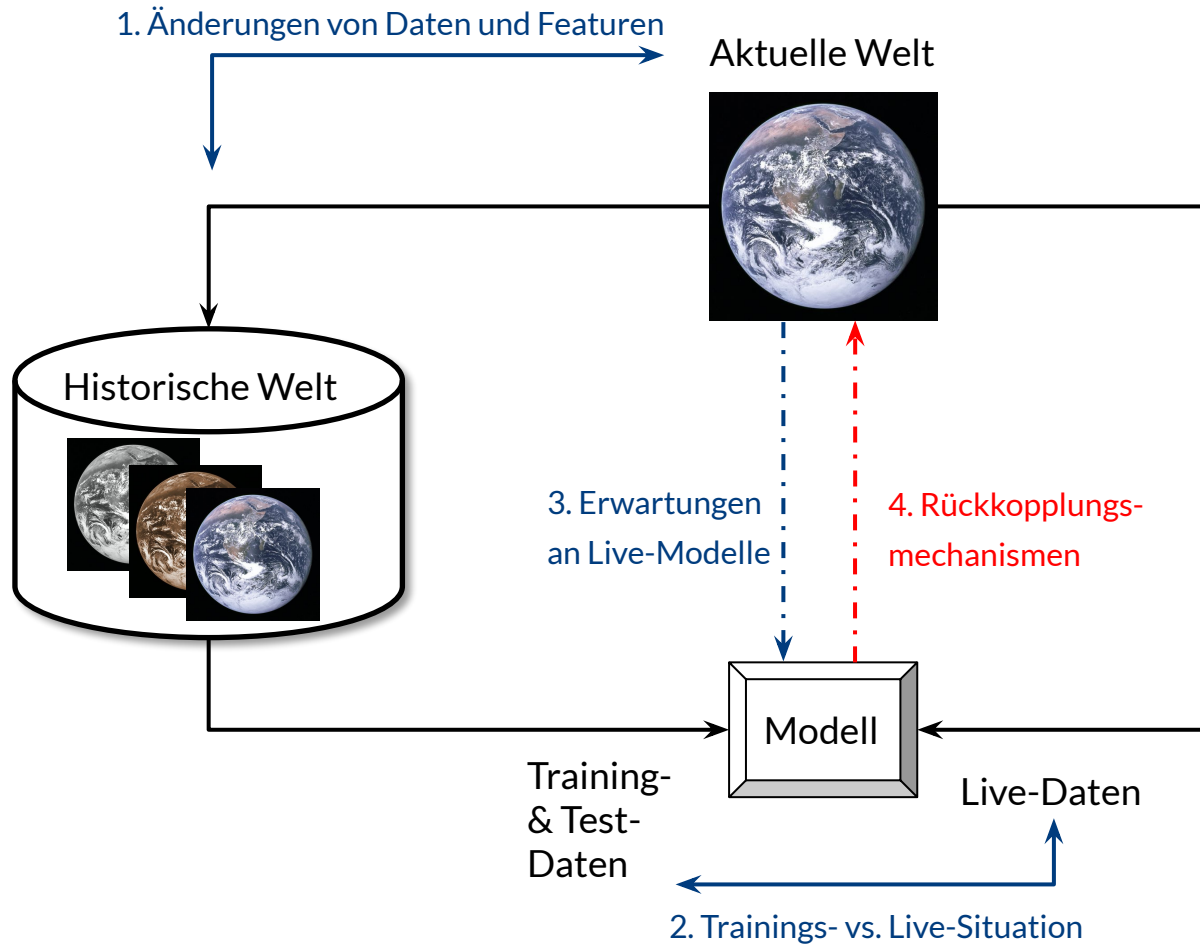 1. Änderungen von Daten und Featuren
Aktuelle Welt
Historische Welt
3. Erwartungen
an Live-Modelle
4. Rückkopplungs-
mechanismen
Modell
Training-
& Test-
Daten
Live-Daten
2. Trainings- vs. Live-Situation